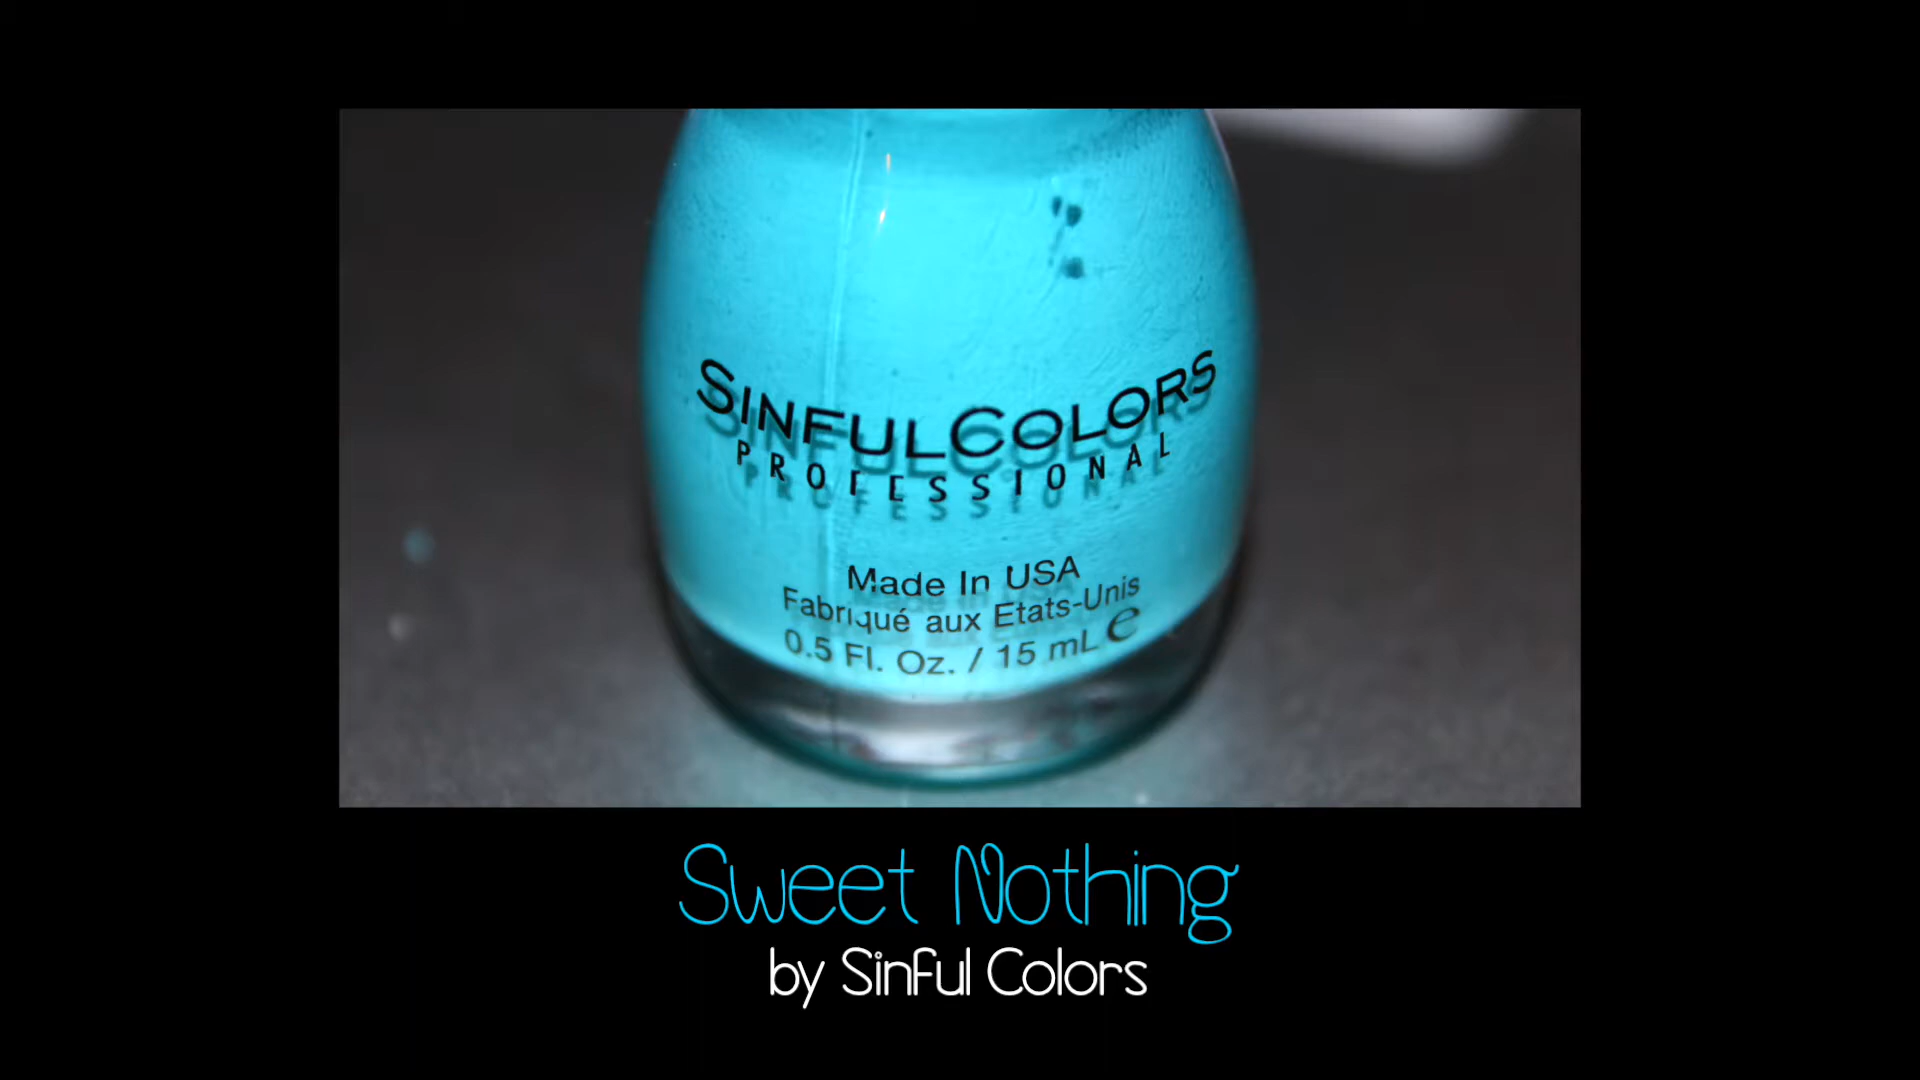 SINFULCOLORS
PROFESSIONAL
Made In USA
Fabriqué aux Etats-Unis
0.5 Fl. Oz. / 15 mL e
Sweet Nothing
by Sinful Colors